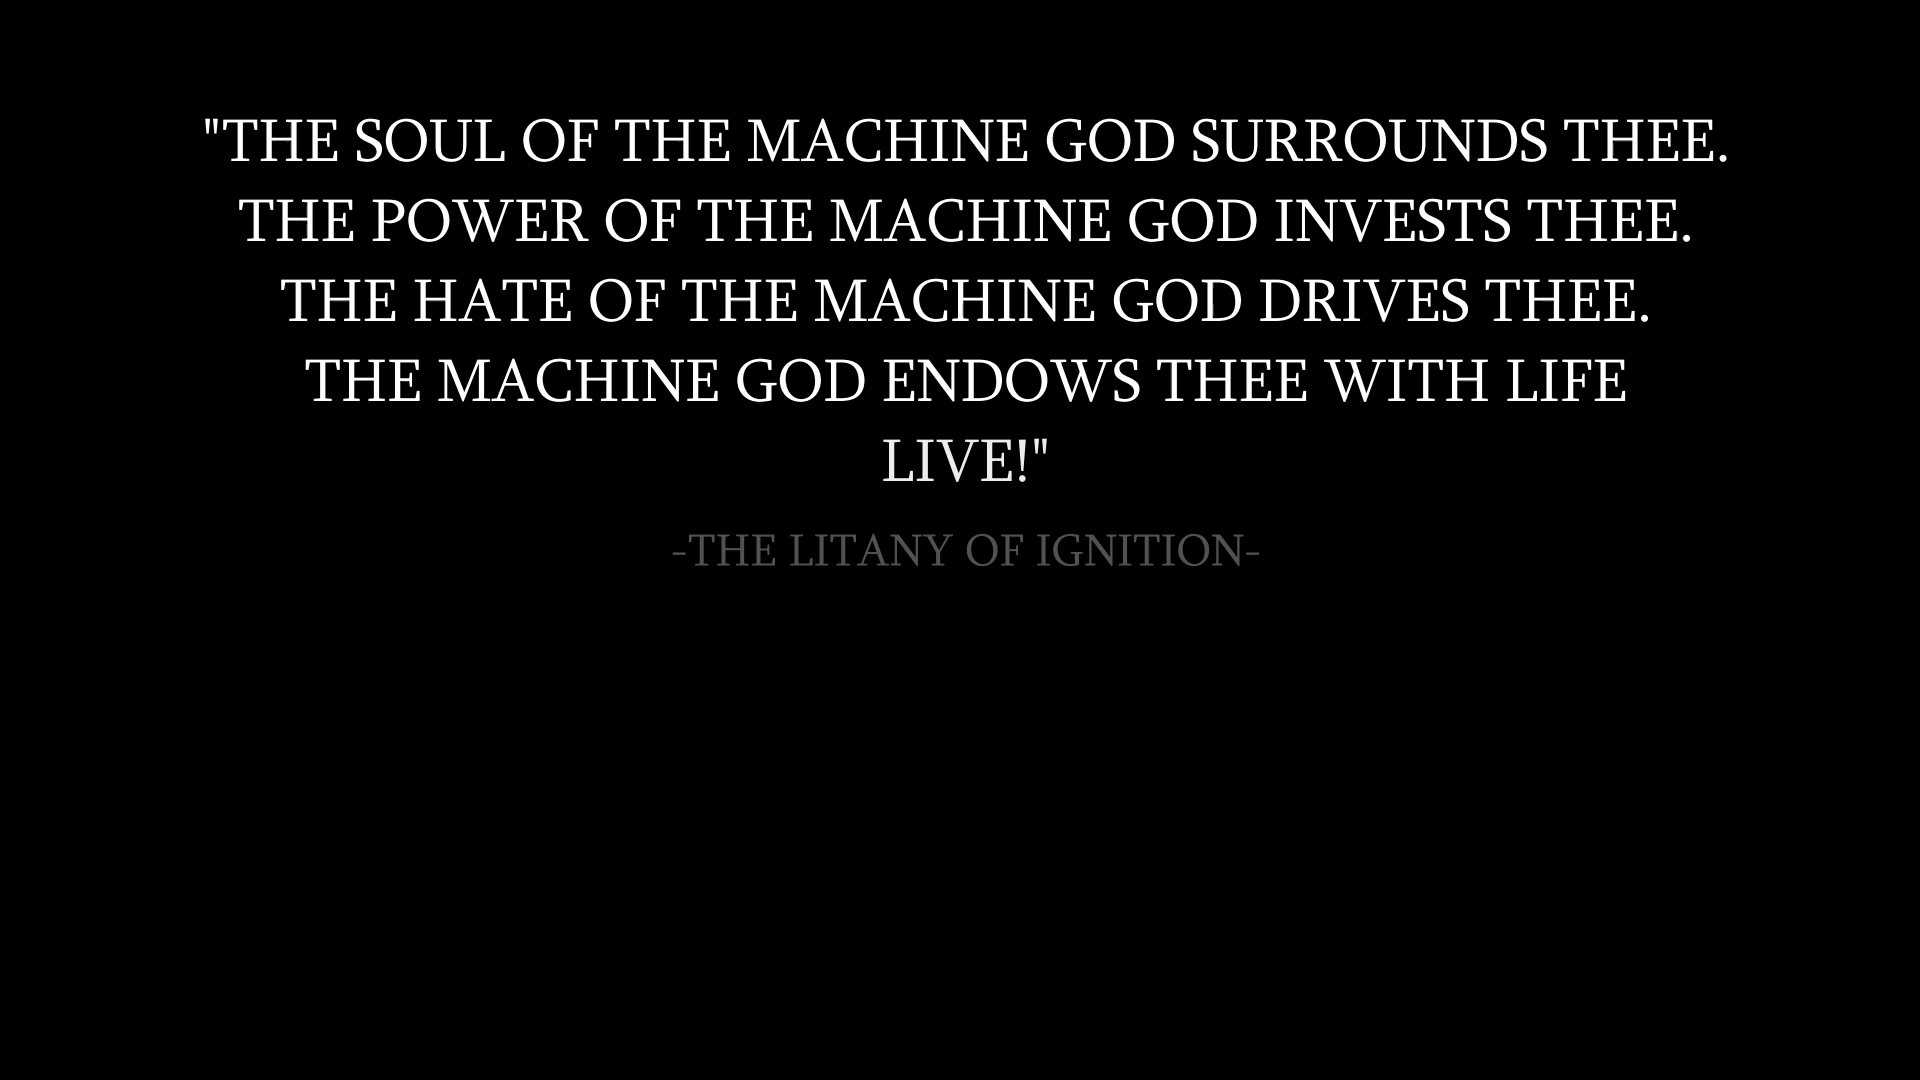 "THE SOUL OF THE MACHINE GOD SURROUNDS THEE.
THE POWER OF THE MACHINE GOD INVESTS THEE.
THE HATE OF THE MACHINE GOD DRIVES THEE.
THE MACHINE GOD ENDOWS THEE WITH LIFE
LIVE!"
-THE LITANY OF IGNITION-